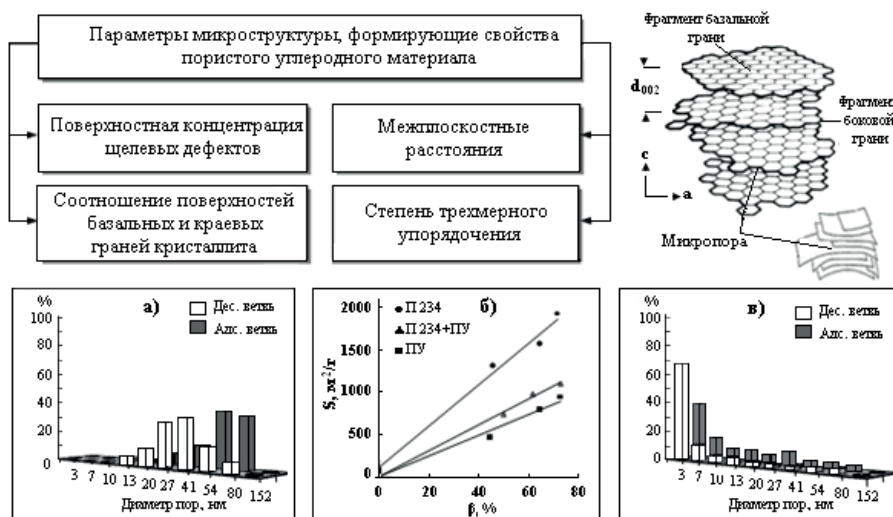 Параметры микроструктуры, формирующие свойства
пористого углеродного материала
Поверхностная концентрация
щелевых дефектов
Межплоскостные
расстояния
Соотношение поверхностей
базальных и краевых
граней кристаллита
Степень трехмерного
упорядочения
Фрагмент базальной
грани
d002
Фрагмент
боковой
грани
c
a
Микропора
%
а)
Дес. ветвь
Адс. ветвь
100
80
60
40
20
0
3 7 10 13 20 27 41 54 80 152
Диаметр пор, нм
б)
П 234
П 234+ПУ
ПУ
S, м²/г
2000
1500
1000
500
0
0 20 40 60 80
β, %
%
в)
Дес. ветвь
Адс. ветвь
100
80
60
40
20
0
3 7 10 13 20 27 41 54 80 152
Диаметр пор, нм